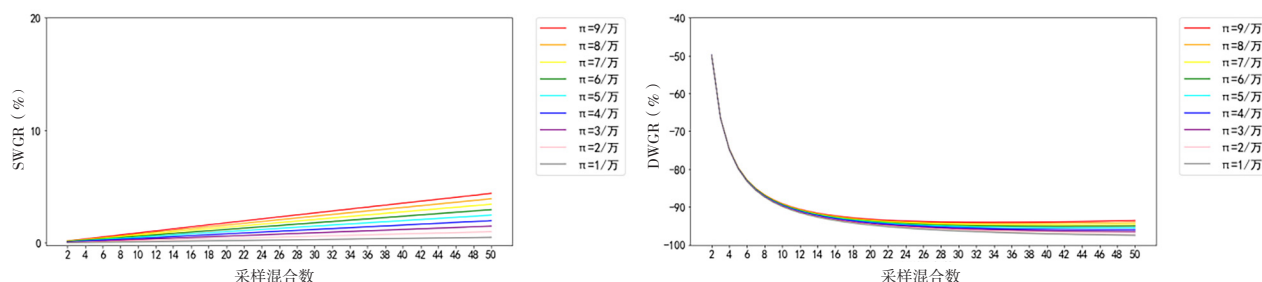 20
10
0
SWGR（%）
2 4 6 8 10 12 14 16 18 20 22 24 26 28 30 32 34 36 38 40 42 44 46 48 50
采样混合数
π=9/万
π=8/万
π=7/万
π=6/万
π=5/万
π=4/万
π=3/万
π=2/万
π=1/万
-40
-50
-60
-70
-80
-90
-100
DWGR（%）
2 4 6 8 10 12 14 16 18 20 22 24 26 28 30 32 34 36 38 40 42 44 46 48 50
采样混合数
π=9/万
π=8/万
π=7/万
π=6/万
π=5/万
π=4/万
π=3/万
π=2/万
π=1/万